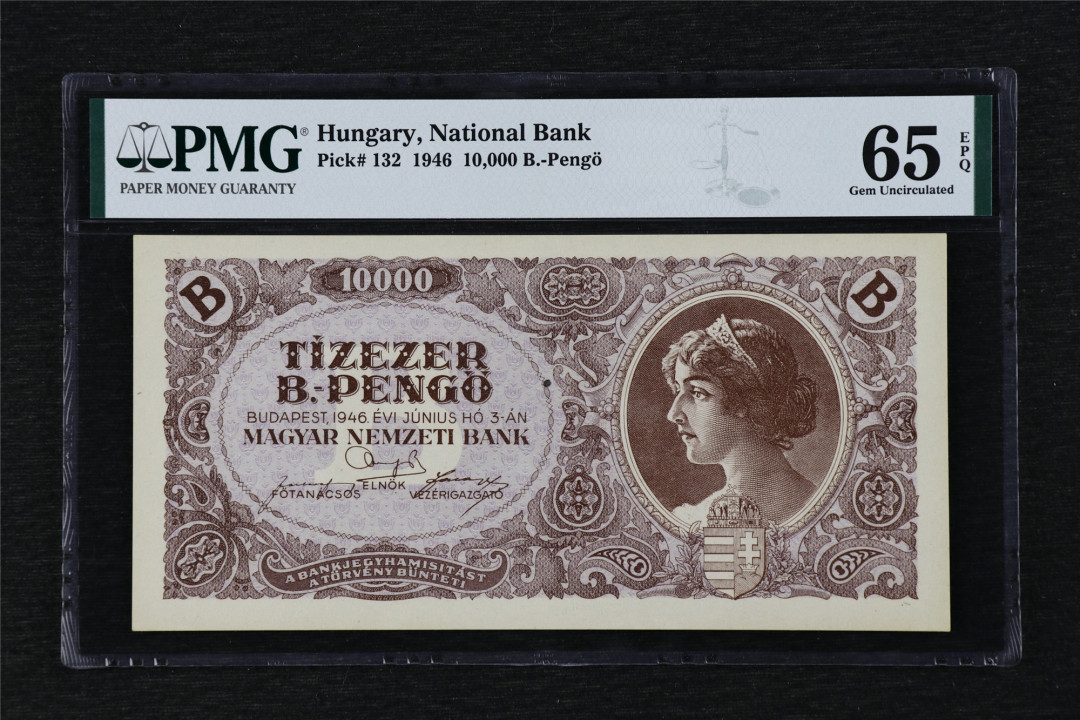 PMG®
PAPER MONEY GUARANTY
Hungary, National Bank
Pick# 132 1946 10,000 B.-Pengö
65
EPQ
Gem Uncirculated
B
10000
B
TÍZEZER
B.-PENGŐ
BUDAPEST, 1946. ÉVI JÚNIUS HÓ 3-ÁN
MAGYAR NEMZETI BANK
FŐTANÁCSOS
ELNÖK
VEZÉRIGAZGATÓ
B
A BANKJEGYHAMISÍTÁST
A TÖRVÉNY BÜNTETI